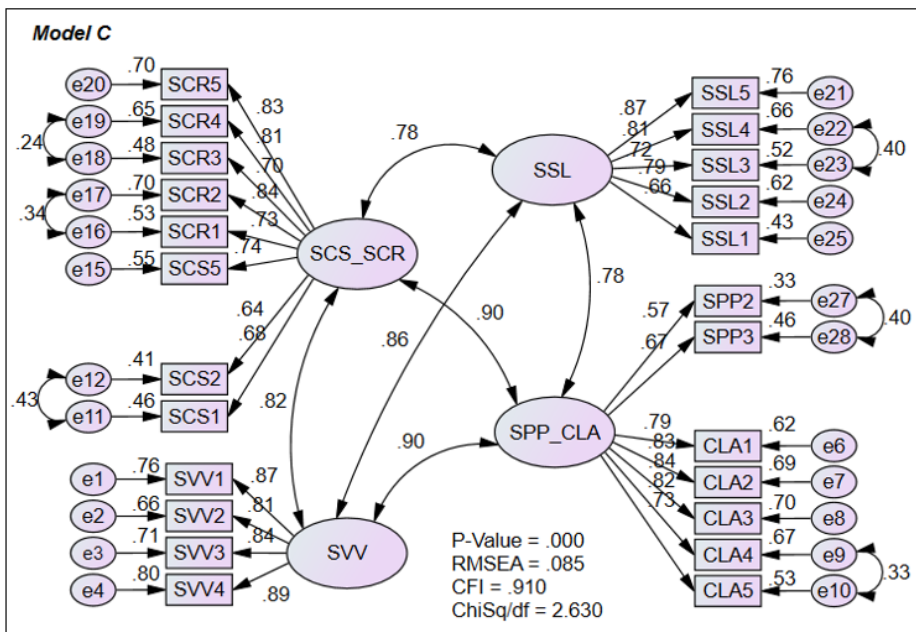 Model C
e20 .70 SCR5 .83
e19 .65 SCR4 .81
.24
e18 .48 SCR3 .70
e17 .70 SCR2 .84
.34
e16 .53 SCR1 .73
e15 .55 SCS5 .74
SCS_SCR
.64
.68
e12 .41 SCS2
.43
e11 .46 SCS1
e1 .76 SVV1 .87
e2 .66 SVV2 .81
e3 .71 SVV3 .84
e4 .80 SVV4 .89
SVV
.78
SSL
.86
.90
.78
.82
.90
SPP_CLA
.87 SSL5 .76 e21
.81 SSL4 .66 e22
.40
.72 SSL3 .52 e23
.79 SSL2 .62 e24
.66 SSL1 .43 e25
.57 SPP2 .33 e27
.40
.67 SPP3 .46 e28
.79 CLA1 .62 e6
.83 CLA2 .69 e7
.84 CLA3 .70 e8
.82 CLA4 .67 e9
.33
.73 CLA5 .53 e10
P-Value = .000
RMSEA = .085
CFI = .910
ChiSq/df = 2.630